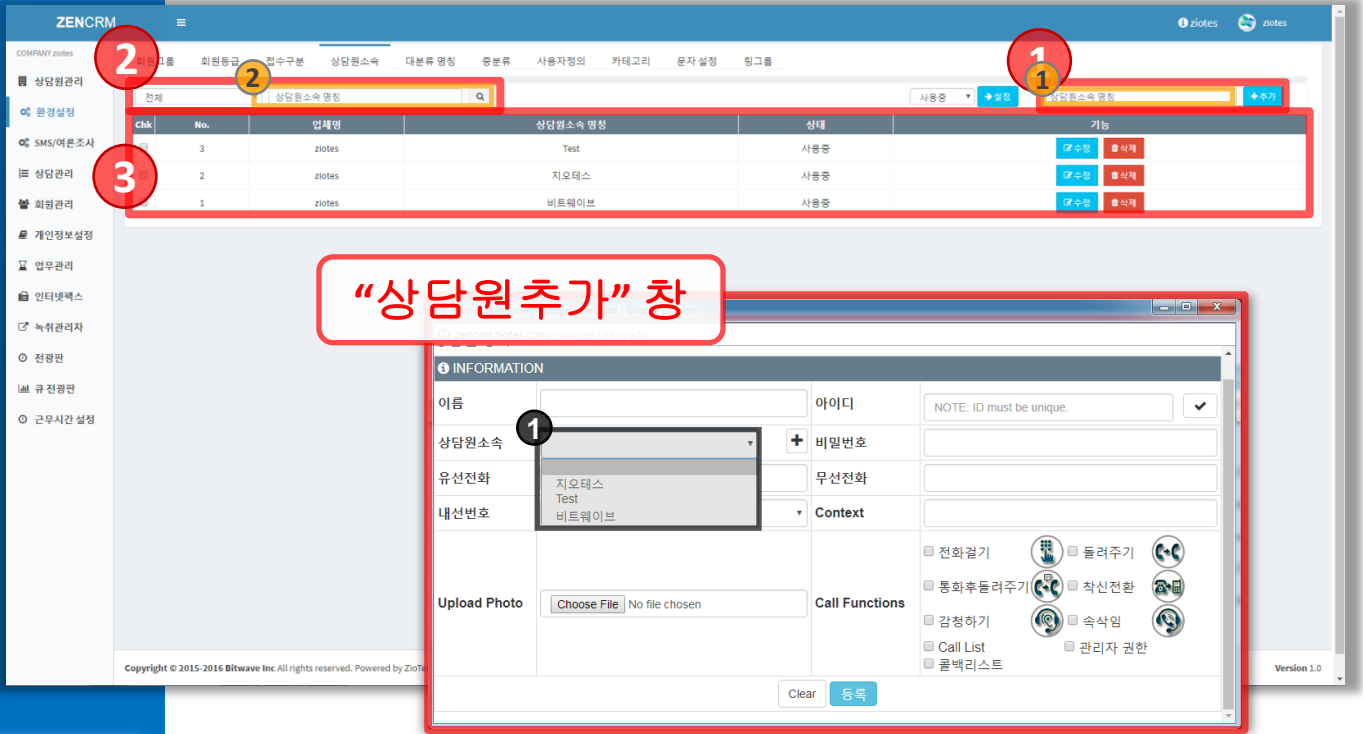 ZENCRM
ziotes
ziotes
COMPANY ziotes
상담원관리
환경설정
SMS/여론조사
상담관리
회원관리
개인정보설정
업무관리
인터넷팩스
녹취관리자
전광판
큐 전광판
근무시간 설정
2
1
회원그룹 회원등급 접수구분 상담원소속 대분류 명칭 중분류 사용자정의 카테고리 문자 설정 링그룹
2
1
전체 상담원소속 명칭 사용중 설정 상담원소속 명칭 추가
Chk No. 업체명 상담원소속 명칭 상태 기능
3 ziotes Test 사용중 수정 삭제
3
2 ziotes 지오테스 사용중 수정 삭제
1 ziotes 비트웨이브 사용중 수정 삭제
“상담원추가” 창
INFORMATION
이름 아이디 NOTE: ID must be unique.
1
상담원소속 비밀번호
유선전화 무선전화
지오테스
Test
비트웨이브
내선번호 Context
전화걸기 돌려주기
통화후돌려주기 착신전환
Upload Photo Choose File No file chosen Call Functions
감청하기 속삭임
Call List 관리자 권한
콜백리스트
Clear 등록
Copyright © 2015-2016 Bitwave Inc All rights reserved. Powered by
Version 1.0